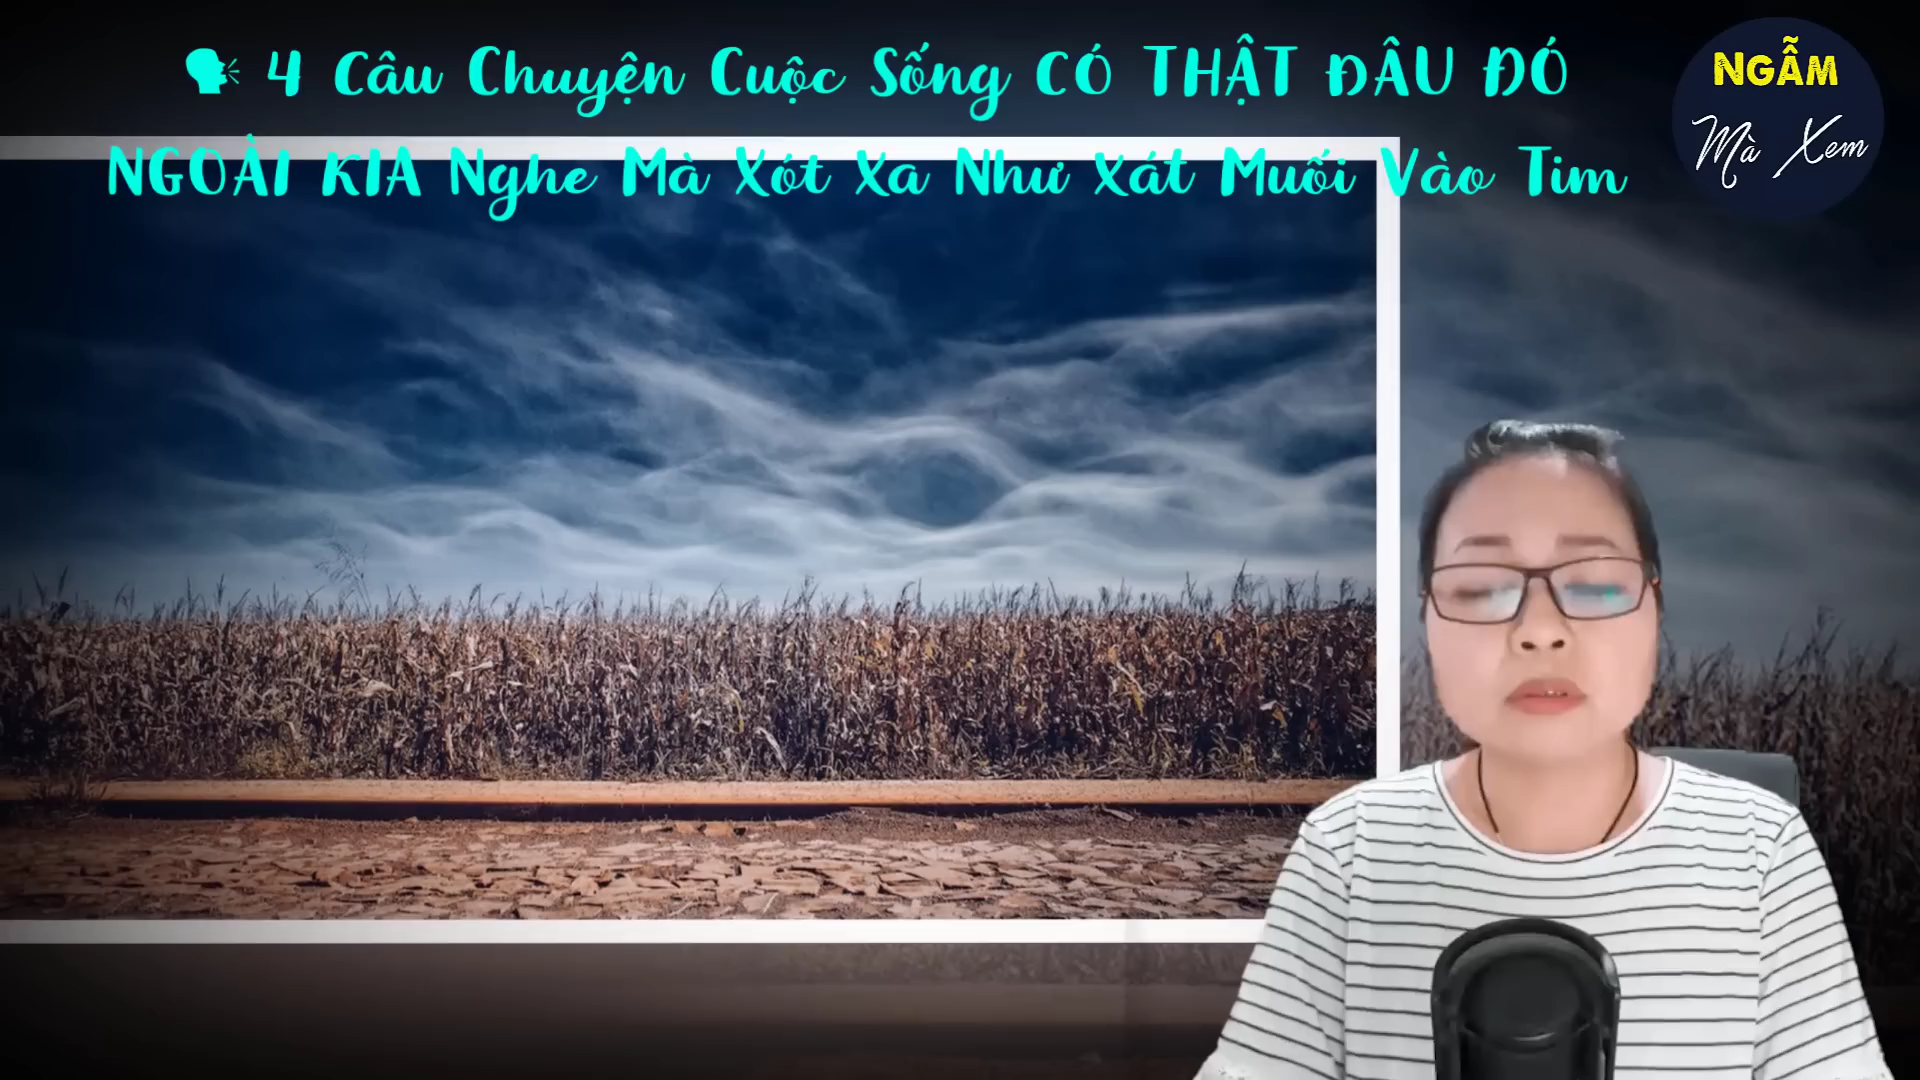 🗣 4 Câu Chuyện Cuộc Sống CÓ THẬT ĐÂU ĐÓ
NGOÀI KIA Nghe Mà Xót Xa Như Xát Muối Vào Tim
NGẪM
Mà Xem